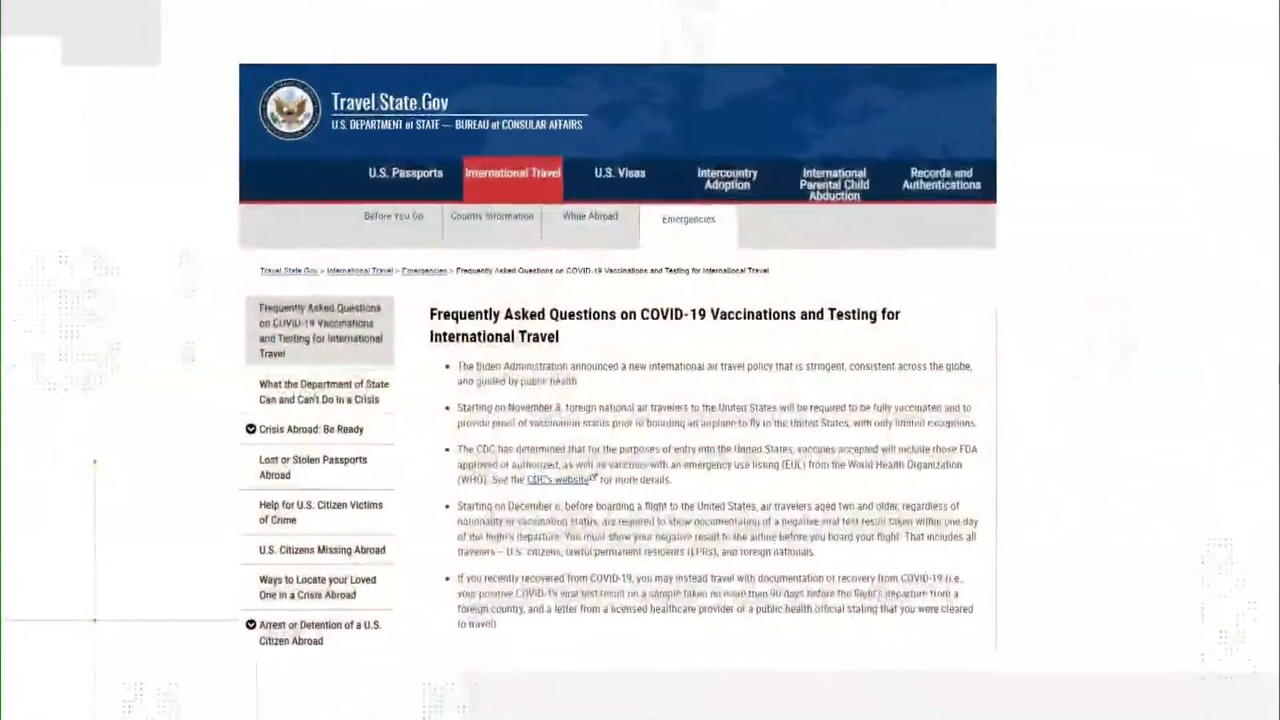 Travel.State.Gov
U.S. DEPARTMENT of STATE — BUREAU of CONSULAR AFFAIRS
U.S. Passports
International Travel
U.S. Visas
Intercountry
Adoption
International
Parental Child
Abduction
Records and
Authentications
Before You Go
Country Information
While Abroad
Emergencies
Travel.State.Gov > International Travel > Emergencies > Frequently Asked Questions on COVID-19 Vaccinations and Testing for International Travel
Frequently Asked Questions
on COVID-19 Vaccinations
and Testing for International
Travel
What the Department of State
Can and Can't Do in a Crisis
Crisis Abroad: Be Ready
Lost or Stolen Passports
Abroad
Help for U.S. Citizen Victims
of Crime
U.S. Citizens Missing Abroad
Ways to Locate your Loved
One in a Crisis Abroad
Arrest or Detention of a U.S.
Citizen Abroad
Frequently Asked Questions on COVID-19 Vaccinations and Testing for
International Travel
• The Biden Administration announced a new international air travel policy that is stringent, consistent across the globe,
and guided by public health
• Starting on November 8, foreign national air travelers to the United States will be required to be fully vaccinated and to
provide proof of vaccination status prior to boarding an airplane to fly to the United States, with only limited exceptions.
• The CDC has determined that for the purposes of entry into the United States, vaccines accepted will include those FDA
approved or authorized, as well as vaccines with an emergency use listing (EUL) from the World Health Organization
(WHO). See the CDC's website for more details.
• Starting on December 6, before boarding a flight to the United States, air travelers aged two and older, regardless of
nationality or vaccination status, are required to show documentation of a negative viral test result taken within one day
of the flight's departure. You must show your negative result to the airline before you board your flight. That includes all
travelers – U.S. citizens, lawful permanent residents (LPRs), and foreign nationals.
• If you recently recovered from COVID-19, you may instead travel with documentation of recovery from COVID-19 (i.e.,
your positive COVID-19 viral test result on a sample taken no more than 90 days before the flight's departure from a
foreign country, and a letter from a licensed healthcare provider or a public health official stating that you were cleared
to travel)